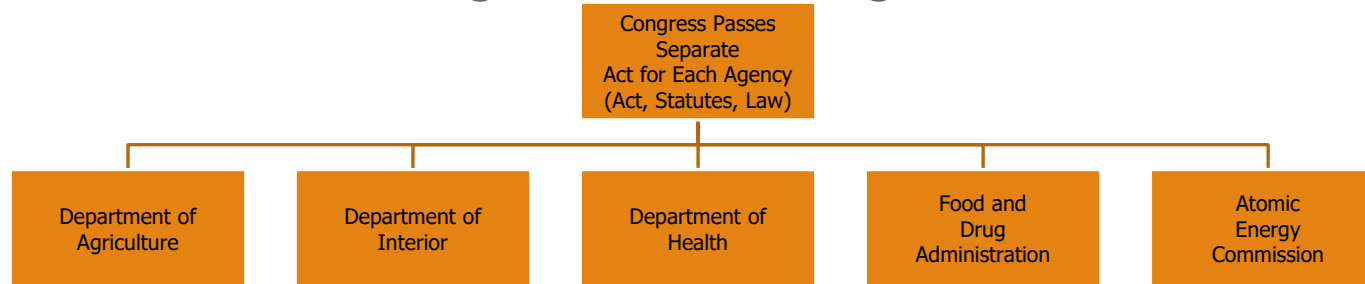 Congress Passes
Separate
Act for Each Agency
(Act, Statutes, Law)
Department of
Agriculture
Department of
Interior
Department of
Health
Food and
Drug
Administration
Atomic
Energy
Commission